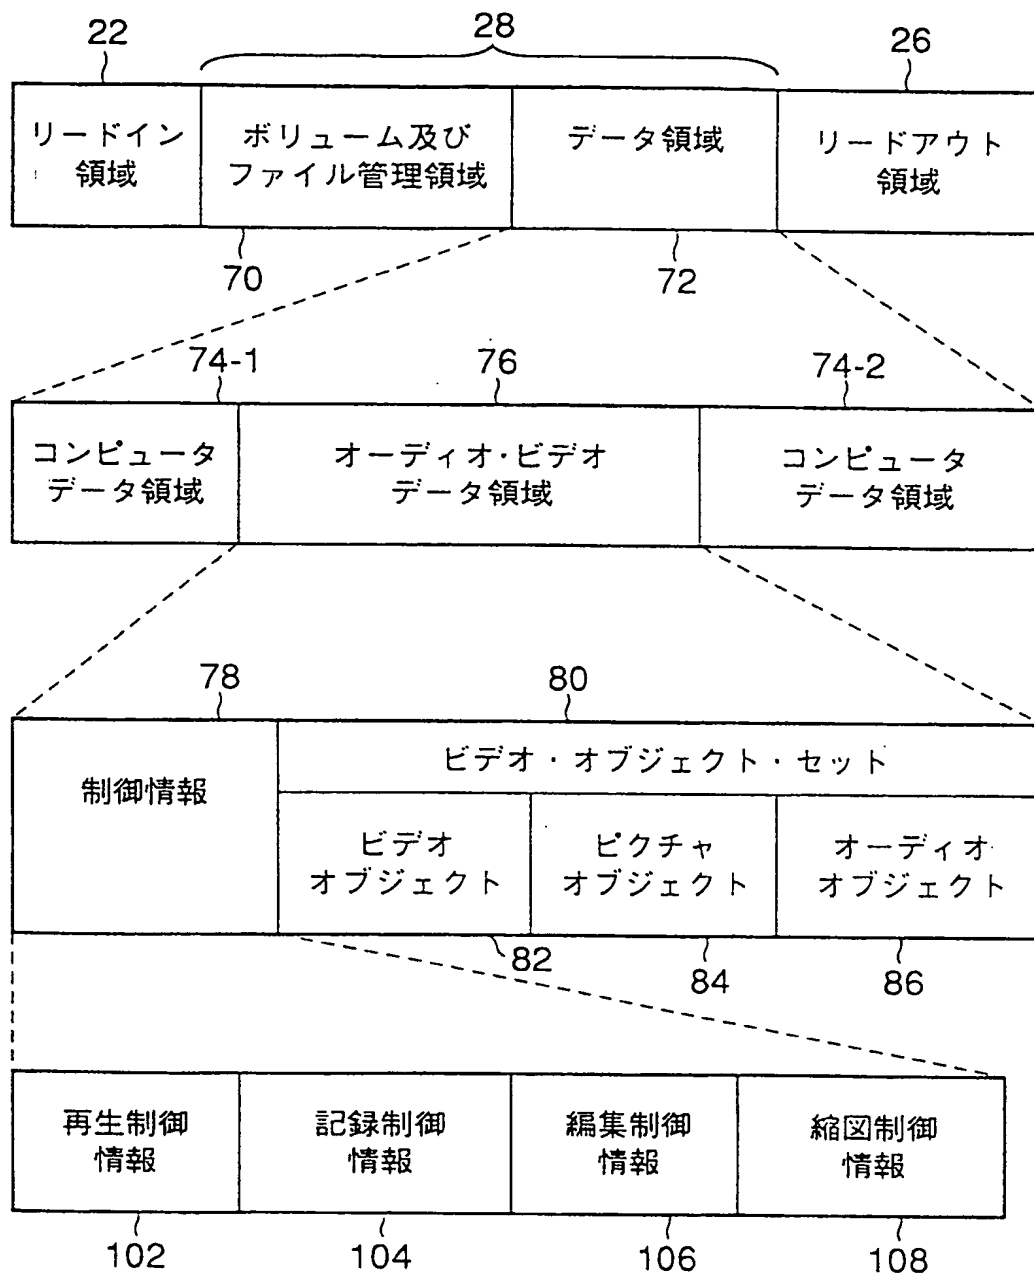 22 28 26
リードイン 領域
ボリューム及び ファイル管理領域
データ領域
リードアウト 領域
70 72
74-1 76 74-2
コンピュータ データ領域
オーディオ・ビデオ データ領域
コンピュータ データ領域
78 80
制御情報
ビデオ・オブジェクト・セット
ビデオ オブジェクト
ピクチャ オブジェクト
オーディオ オブジェクト
82 84 86
再生制御 情報
記録制御 情報
編集制御 情報
縮図制御 情報
102 104 106 108